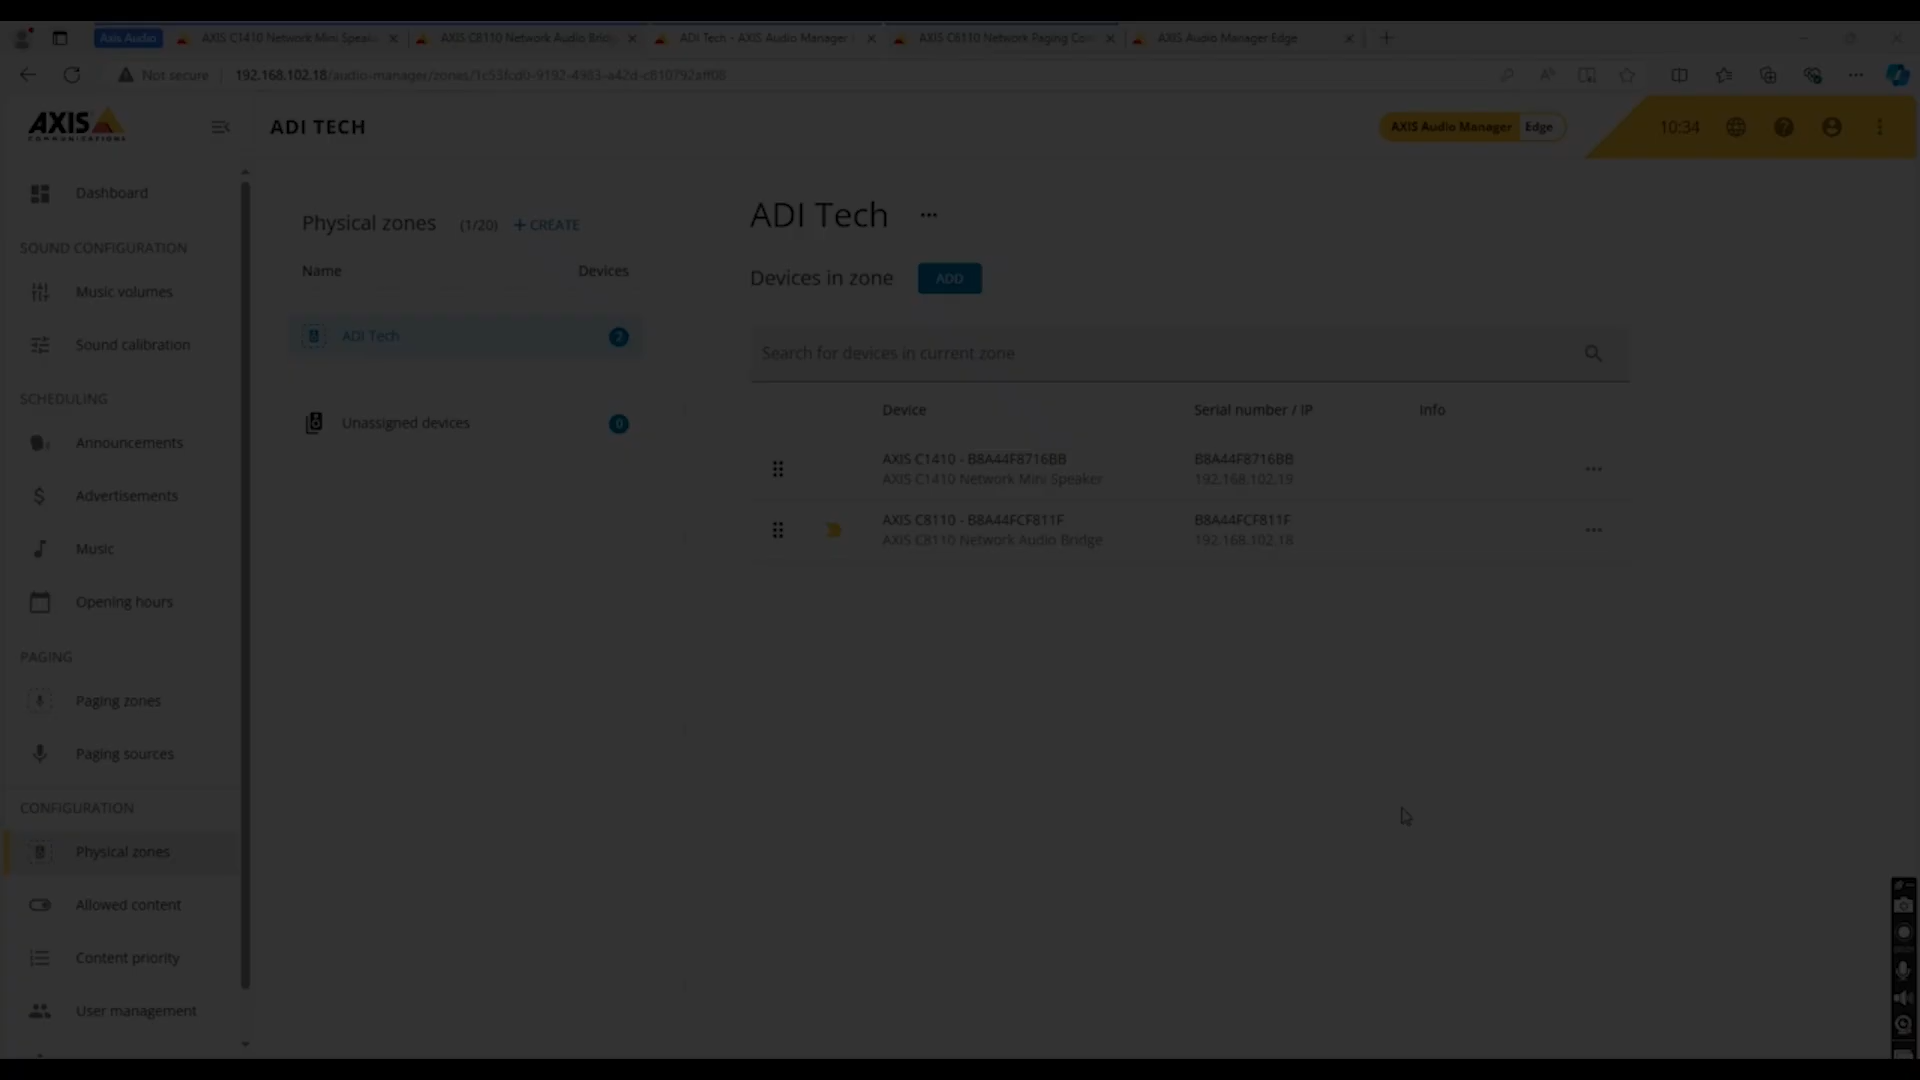 Axis Audio
AXIS C1410 Network Mini Speak
AXIS C8110 Network Audio Brid
ADI Tech - AXIS Audio Manager
AXIS C6110 Network Paging Con
AXIS Audio Manager Edge
Not secure
192.168.102.18/audio-manager/zones/1c53fcd0-9192-4983-a42d-c810792aff08
AXIS
COMMUNICATIONS
ADI TECH
AXIS Audio Manager Edge
10:34
Dashboard
SOUND CONFIGURATION
Music volumes
Sound calibration
SCHEDULING
Announcements
Advertisements
Music
Opening hours
PAGING
Paging zones
Paging sources
CONFIGURATION
Physical zones
Allowed content
Content priority
User management
Physical zones (1/20) + CREATE
Name Devices
ADI Tech 2
Unassigned devices 0
ADI Tech ...
Devices in zone ADD
Search for devices in current zone
Device Serial number / IP Info
AXIS C1410 - B8A44F8716BB B8A44F8716BB
AXIS C1410 Network Mini Speaker 192.168.102.19
AXIS C8110 - B8A44FCF811F B8A44FCF811F
AXIS C8110 Network Audio Bridge 192.168.102.18